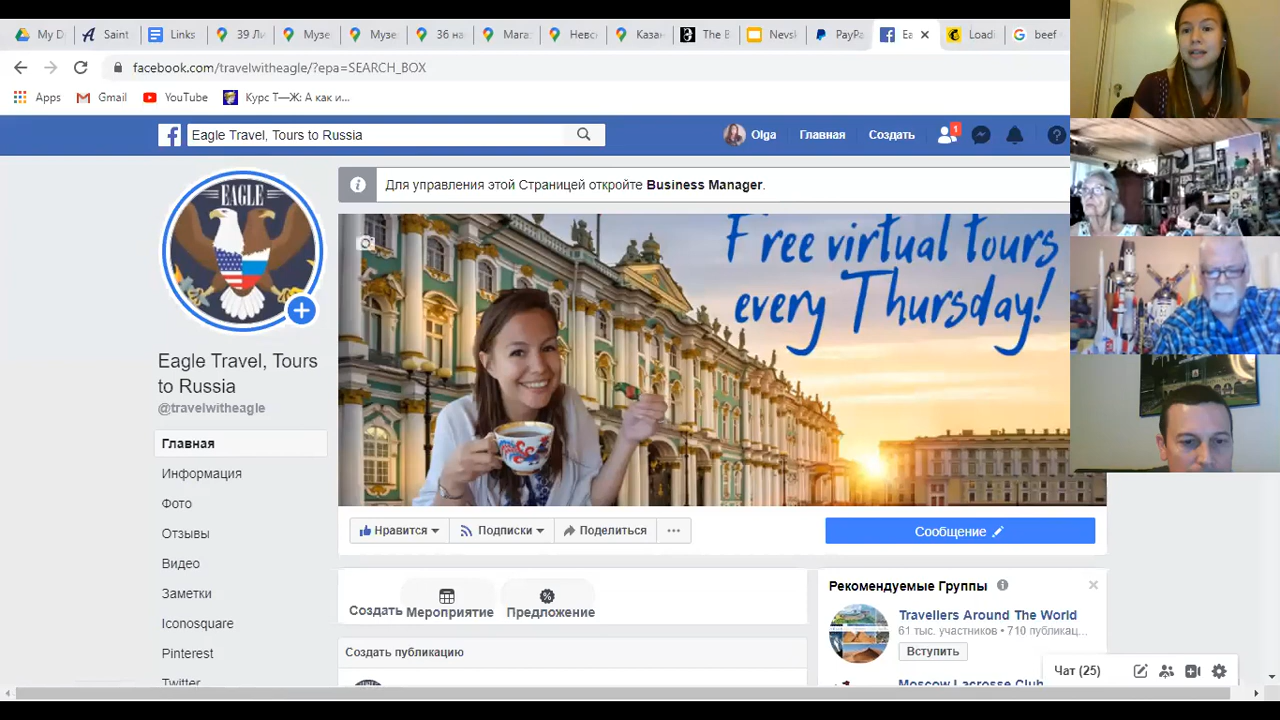 My D
Saint
Links
39 Ли
Музе
Музе
36 на
Мага
Невс
Казан
The B
Nevsk
PayPa
Ea
Loadi
beef
facebook.com/travelwitheagle/?epa=SEARCH_BOX
Apps
Gmail
YouTube
Курс Т—Ж: А как и...
Eagle Travel, Tours to Russia
Olga
Главная
Создать
1
EAGLE
Для управления этой Страницей откройте Business Manager.
Free virtual tours
every Thursday!
Eagle Travel, Tours
to Russia
@travelwitheagle
Главная
Информация
Фото
Отзывы
Видео
Заметки
Iconosquare
Pinterest
Twitter
Нравится
Подписки
Поделиться
Сообщение
Создать
Мероприятие
Предложение
Создать публикацию
Рекомендуемые Группы
Travellers Around The World
61 тыс. участников • 710 публикац...
Вступить
Moscow Lacrosse Club
Чат (25)